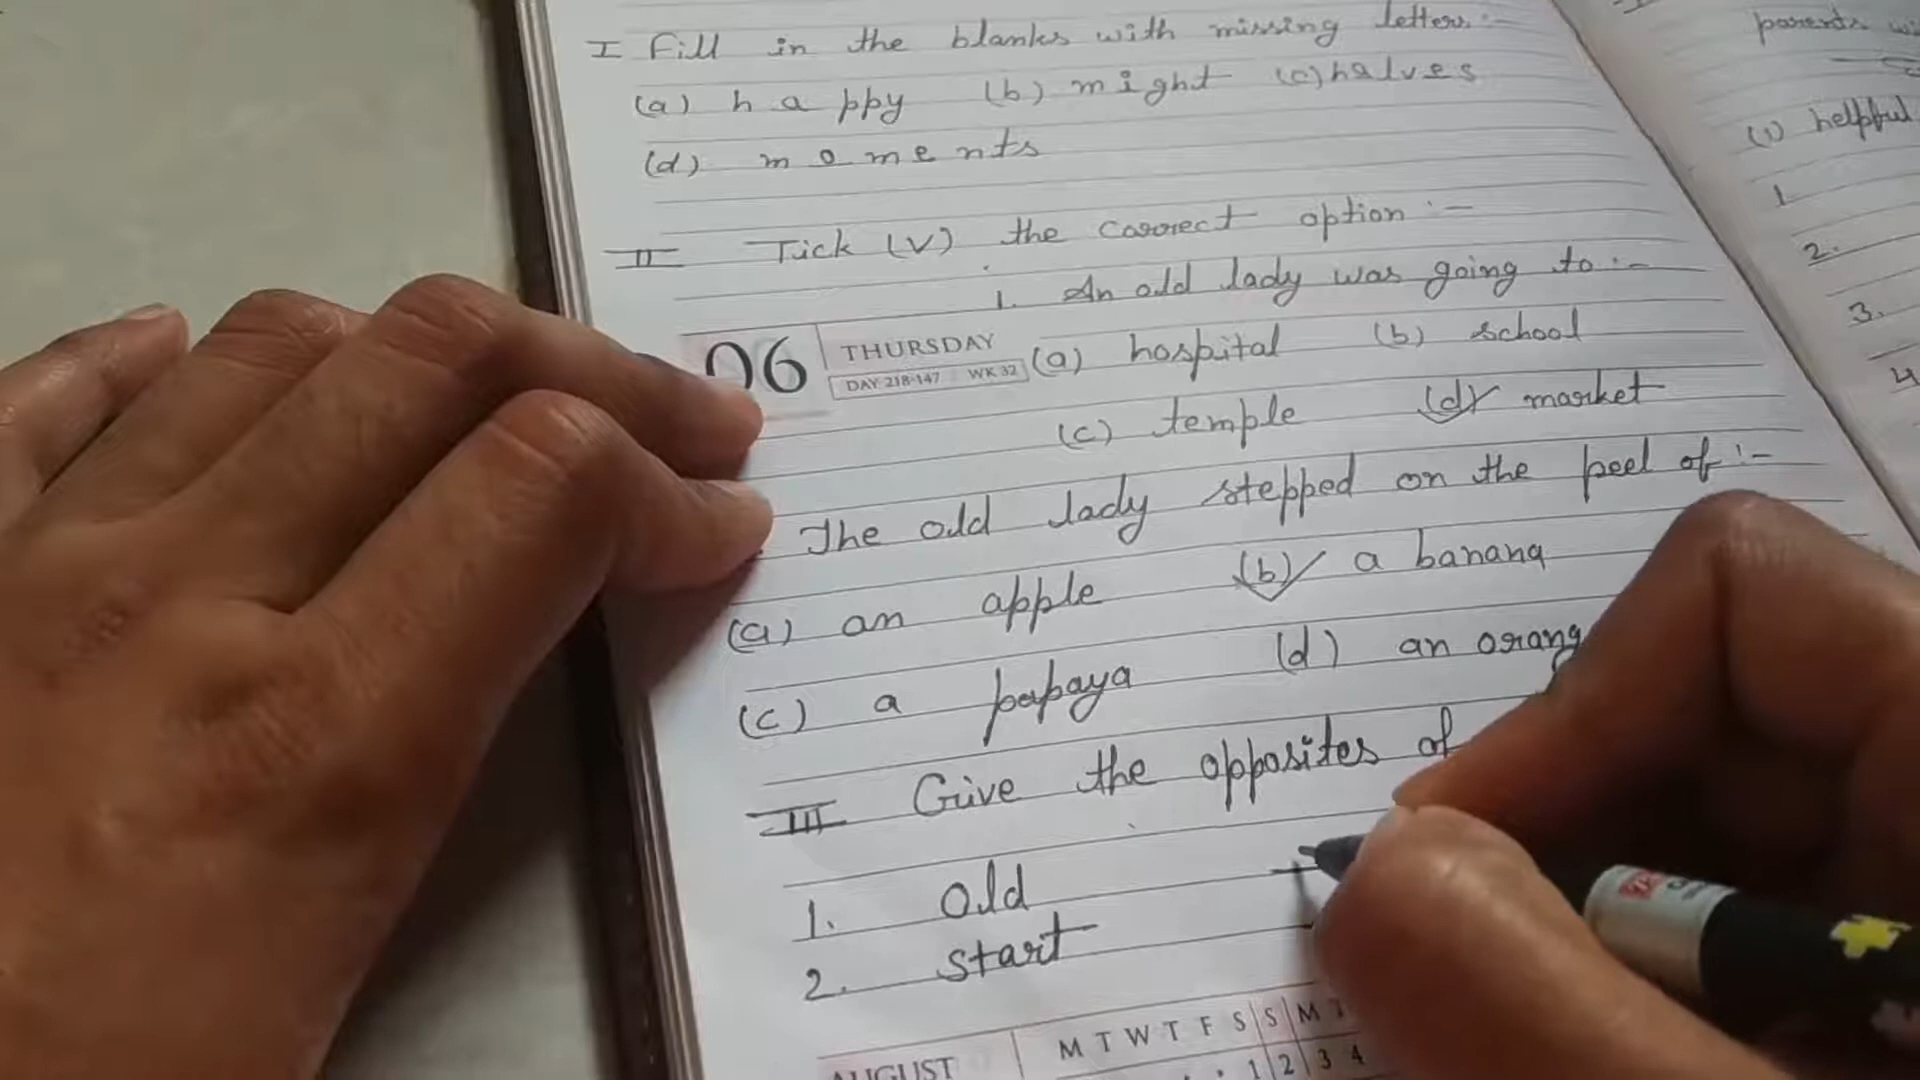 I Fill in the blanks with missing letters :-
(a) h a ppy (b) m i ght (c) halves
(d) m o m e nts
II Tick (√) the correct option :-
1. An old lady was going to :-
06 THURSDAY
DAY 218-147 WK 32
(a) hospital (b) school
(c) temple (d) ✓ market
The old lady stepped on the peel of :-
(a) an apple (b) ✓ a banana
(c) a papaya (d) an orang
III Give the opposites of
1. Old
2. start
AUGUST
M T W T F S S M T
1 2 3 4
parents
(1) helpful
1.
2.
3.
4